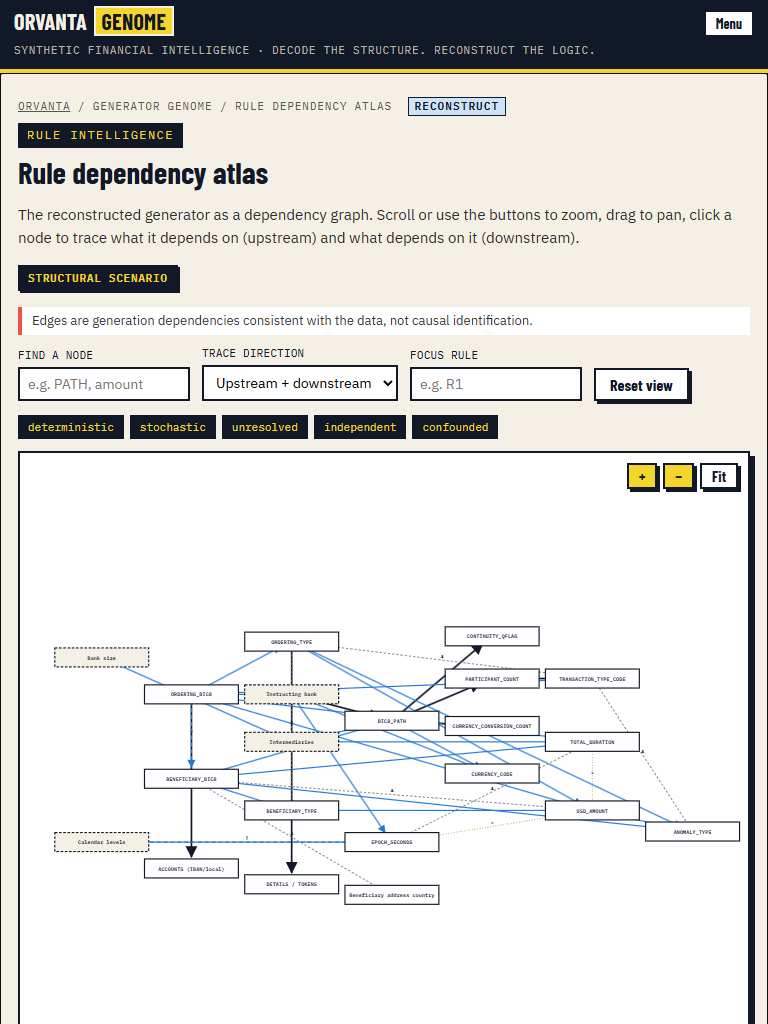 ORVANTA GENOME
Menu
SYNTHETIC FINANCIAL INTELLIGENCE · DECODE THE STRUCTURE. RECONSTRUCT THE LOGIC.
ORVANTA / GENERATOR GENOME / RULE DEPENDENCY ATLAS RECONSTRUCT
RULE INTELLIGENCE
Rule dependency atlas
The reconstructed generator as a dependency graph. Scroll or use the buttons to zoom, drag to pan, click a
node to trace what it depends on (upstream) and what depends on it (downstream).
STRUCTURAL SCENARIO
Edges are generation dependencies consistent with the data, not causal identification.
FIND A NODE
TRACE DIRECTION
FOCUS RULE
e.g. PATH, amount
Upstream + downstream
e.g. R1
Reset view
deterministic
stochastic
unresolved
independent
confounded
+
−
Fit
CONTINUITY_QFLAG
ORDERING_TYPE
Bank size
PARTICIPANT_COUNT
TRANSACTION_TYPE_CODE
ORDERING_BIC8
Instructing bank
BIC8_PATH
CURRENCY_CONVERSION_COUNT
Intermediaries
TOTAL_DURATION
CURRENCY_CODE
BENEFICIARY_BIC8
BENEFICIARY_TYPE
USD_AMOUNT
ANOMALY_TYPE
Calendar levels
EPOCH_SECONDS
ACCOUNTS (IBAN/local)
DETAILS / TOKENS
Beneficiary address country